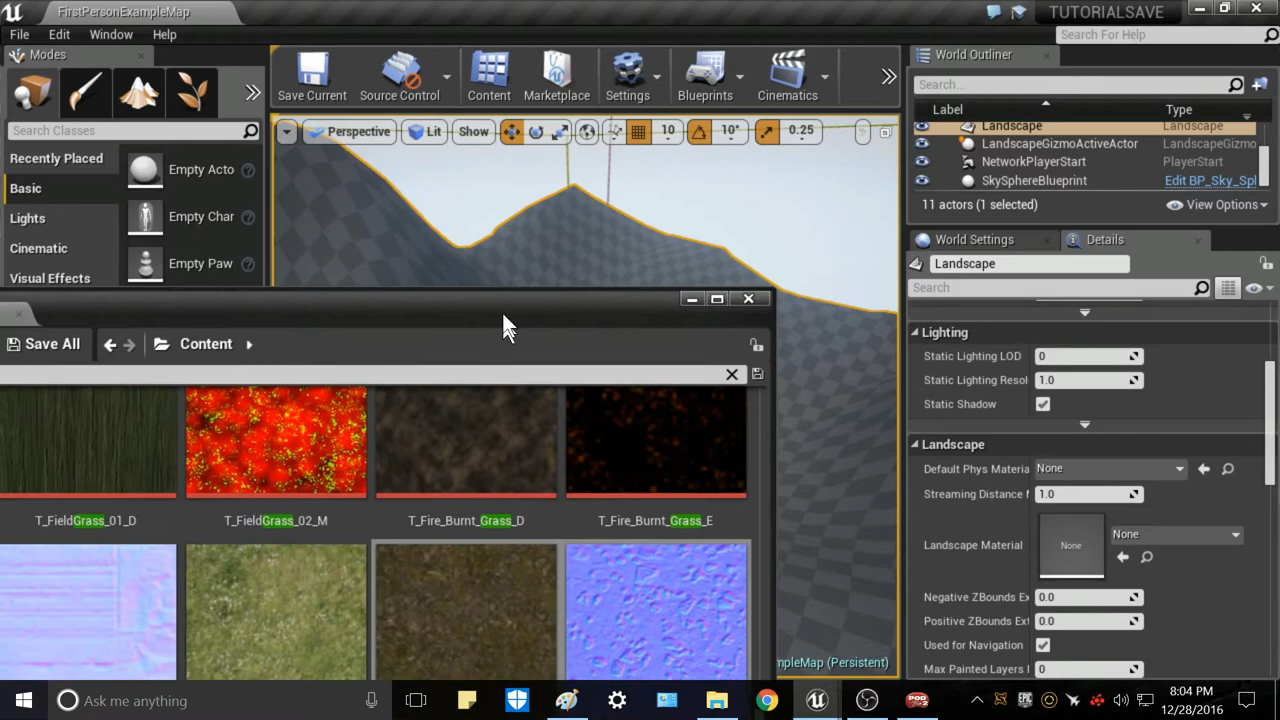 FirstPersonExampleMap
TUTORIALSAVE
File Edit Window Help
Search For Help
Modes
Save Current
Source Control
Content
Marketplace
Settings
Blueprints
Cinematics
World Outliner
Search...
Label Type
Landscape Landscape
LandscapeGizmoActiveActor LandscapeGizmo
NetworkPlayerStart PlayerStart
SkySphereBlueprint Edit BP_Sky_Spl
11 actors (1 selected) View Options
Search Classes
Recently Placed
Basic
Lights
Cinematic
Visual Effects
Empty Acto
Empty Char
Empty Paw
Perspective Lit Show 10 10° 0.25
World Settings Details
Landscape
Search
Lighting
Static Lighting LOD 0
Static Lighting Resol 1.0
Static Shadow
Landscape
Default Phys Materia None
Streaming Distance M 1.0
Landscape Material None None
Negative ZBounds Ex 0.0
Positive ZBounds Ext 0.0
Used for Navigation
Max Painted Layers 0
Save All Content
T_FieldGrass_01_D
T_FieldGrass_02_M
T_Fire_Burnt_Grass_D
T_Fire_Burnt_Grass_E
mpleMap (Persistent)
Ask me anything
8:04 PM
12/28/2016